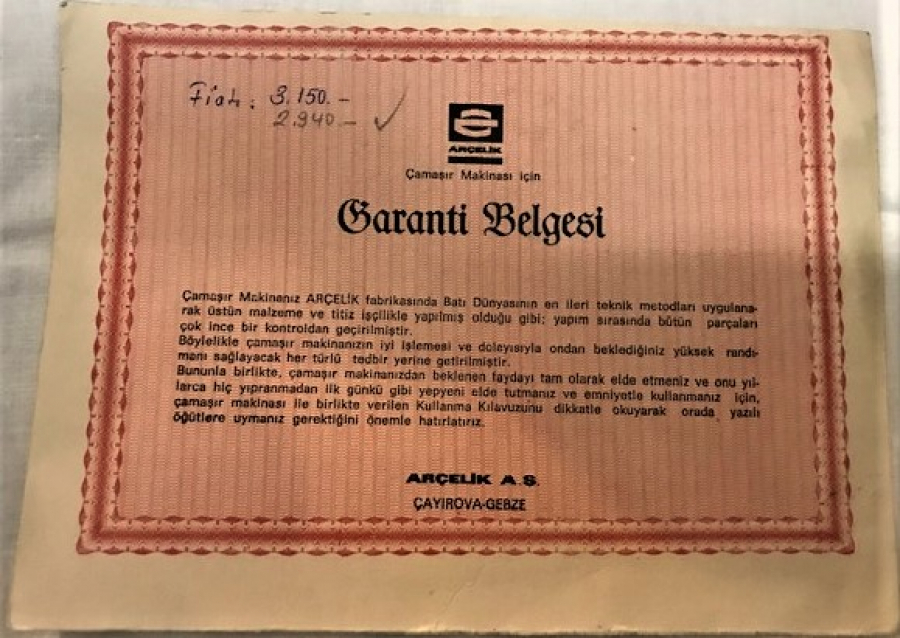 Fiatı : 3.150.-
2.940.-
ARÇELİK
Çamaşır Makinası için
Garanti Belgesi
Çamaşır Makinanız ARÇELİK fabrikasında Batı Dünyasının en ileri teknik metodları uygulana-
rak üstün malzeme ve titiz işçilikle yapılmış olduğu gibi; yapım sırasında bütün parçaları
çok ince bir kontroldan geçirilmiştir.
Böylelikle çamaşır makinanızın iyi işlemesi ve dolayısıyla ondan beklediğiniz yüksek randı-
manı sağlayacak her türlü tedbir yerine getirilmiştir.
Bununla birlikte, çamaşır makinanızdan beklenen faydayı tam olarak elde etmeniz ve onu yıl-
larca hiç yıpranmadan ilk günkü gibi yepyeni elde tutmanız ve emniyetle kullanmanız için,
çamaşır makinası ile birlikte verilen Kullanma Kılavuzunu dikkatle okuyarak orada yazılı
öğütlere uymanız gerektiğini önemle hatırlatırız.
ARÇELİK A.Ş.
ÇAYIROVA-GEBZE